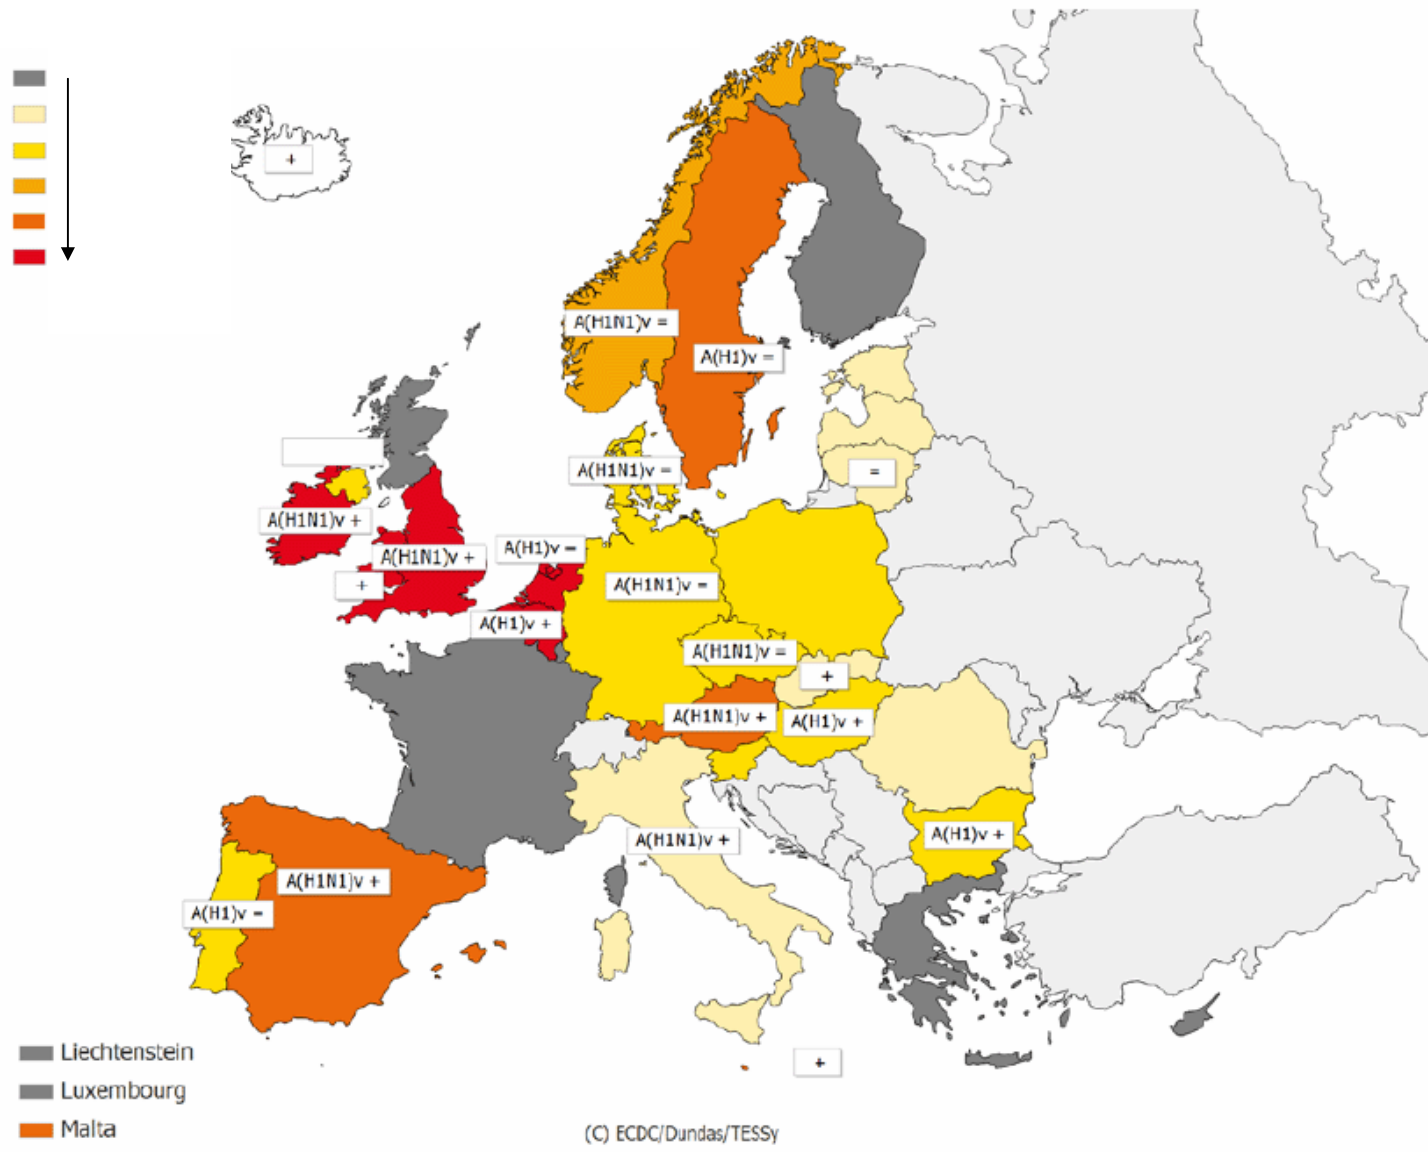 +
A(H1N1)v =
A(H1)v =
A(H1N1)v =
=
A(H1N1)v +
A(H1N1)v +
A(H1)v =
+
A(H1N1)v =
A(H1)v +
A(H1N1)v =
+
A(H1N1)v +
A(H1)v +
A(H1N1)v +
A(H1)v +
A(H1N1)v +
A(H1)v =
Liechtenstein
+
Luxembourg
Malta
(C) ECDC/Dundas/TESSy